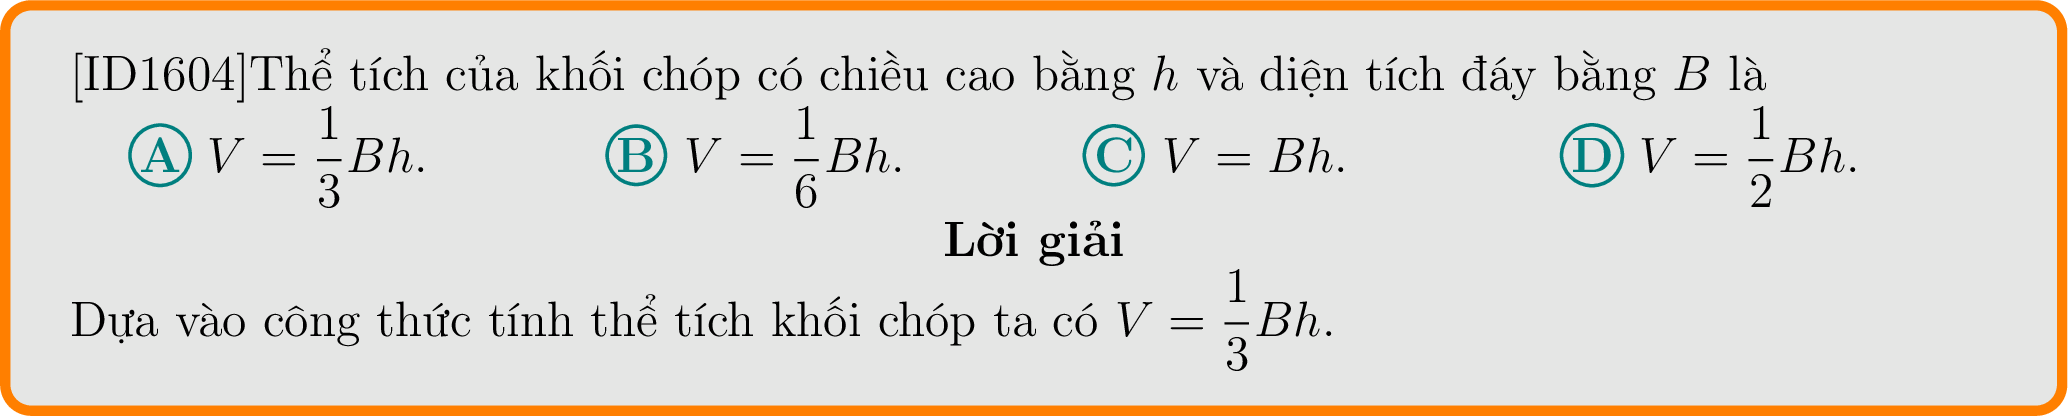 [ID1604]Thể tích của khối chóp có chiều cao bằng h và diện tích đáy bằng B là
A V = \frac{1}{3}Bh. B V = \frac{1}{6}Bh. C V = Bh. D V = \frac{1}{2}Bh.
Lời giải
Dựa vào công thức tính thể tích khối chóp ta có V = \frac{1}{3}Bh.